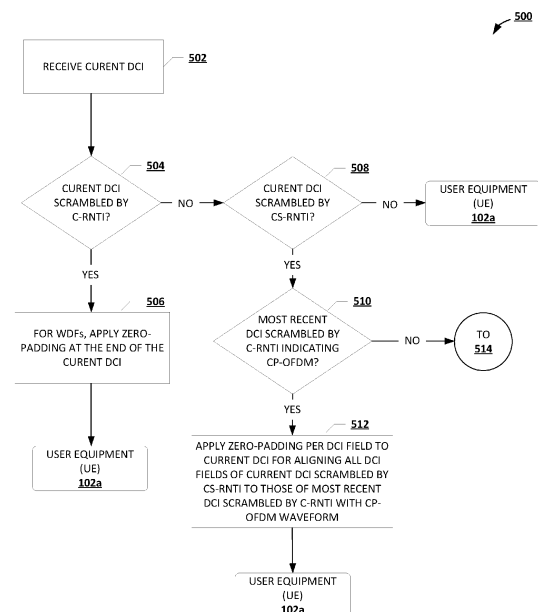 500
RECEIVE CURENT DCI
502
CURENT DCI
SCRAMBLED BY
C-RNTI?
504
NO
CURENT DCI
SCRAMBLED BY
CS-RNTI?
508
NO
USER EQUIPMENT
(UE)
102a
YES
YES
506
FOR WDFs, APPLY ZERO-
PADDING AT THE END OF THE
CURENT DCI
MOST RECENT
DCI SCRAMBLED BY
C-RNTI INDICATING
CP-OFDM?
510
NO
TO
514
YES
USER EQUIPMENT
(UE)
102a
512
APPLY ZERO-PADDING PER DCI FIELD TO
CURRENT DCI FOR ALIGNING ALL DCI
FIELDS OF CURRENT DCI SCRAMBLED BY
CS-RNTI TO THOSE OF MOST RECENT
DCI SCRAMBLED BY C-RNTI WITH CP-
OFDM WAVEFORM
USER EQUIPMENT
(UE)
102a